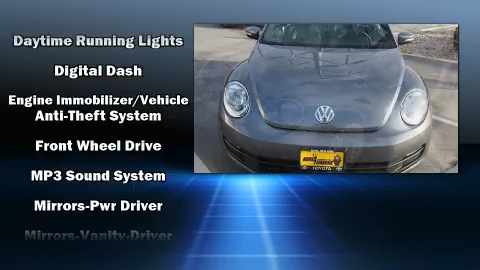 Daytime Running Lights
Digital Dash
Engine Immobilizer/Vehicle
Anti-Theft System
Front Wheel Drive
MP3 Sound System
Mirrors-Pwr Driver
Mirrors-Vanity-Driver
TOYOTA